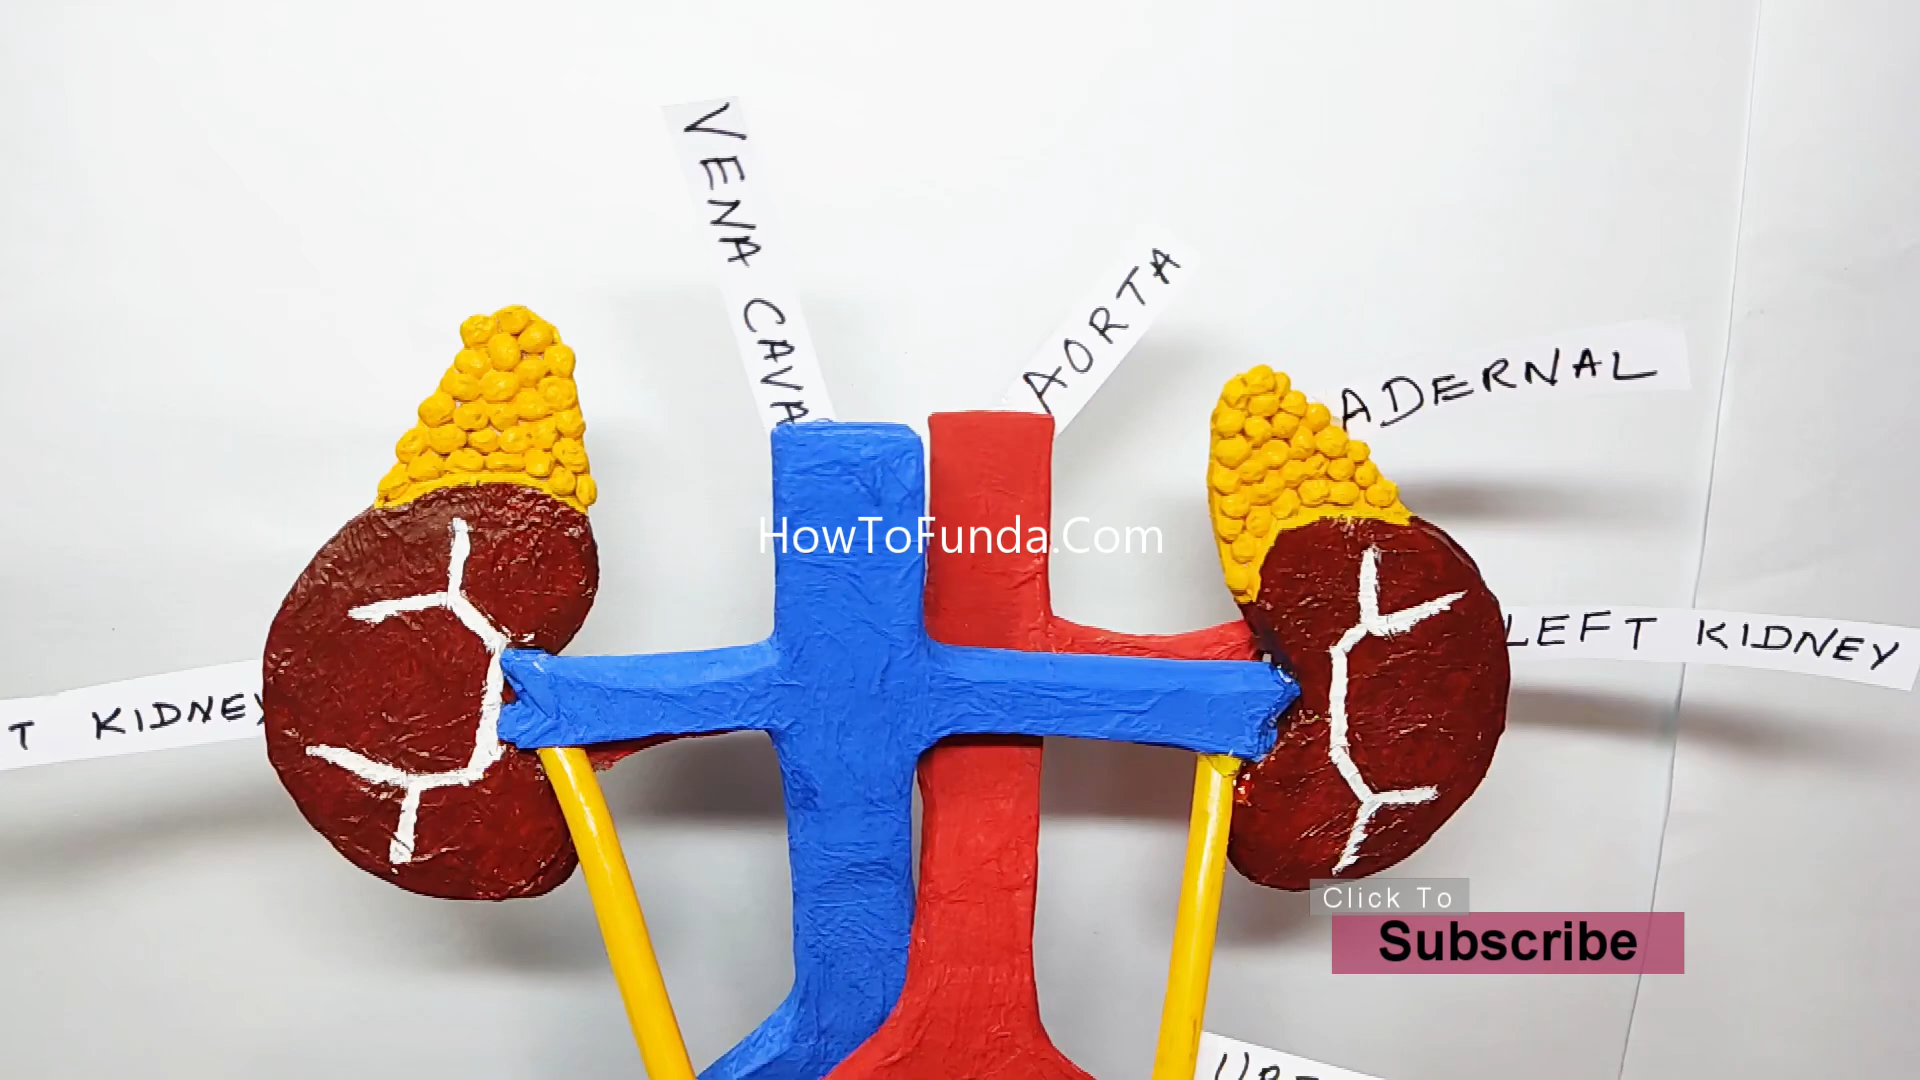 VENA CAVA
AORTA
ADERNAL
HowToFunda.Com
LEFT KIDNEY
T KIDNEY
Click To
Subscribe